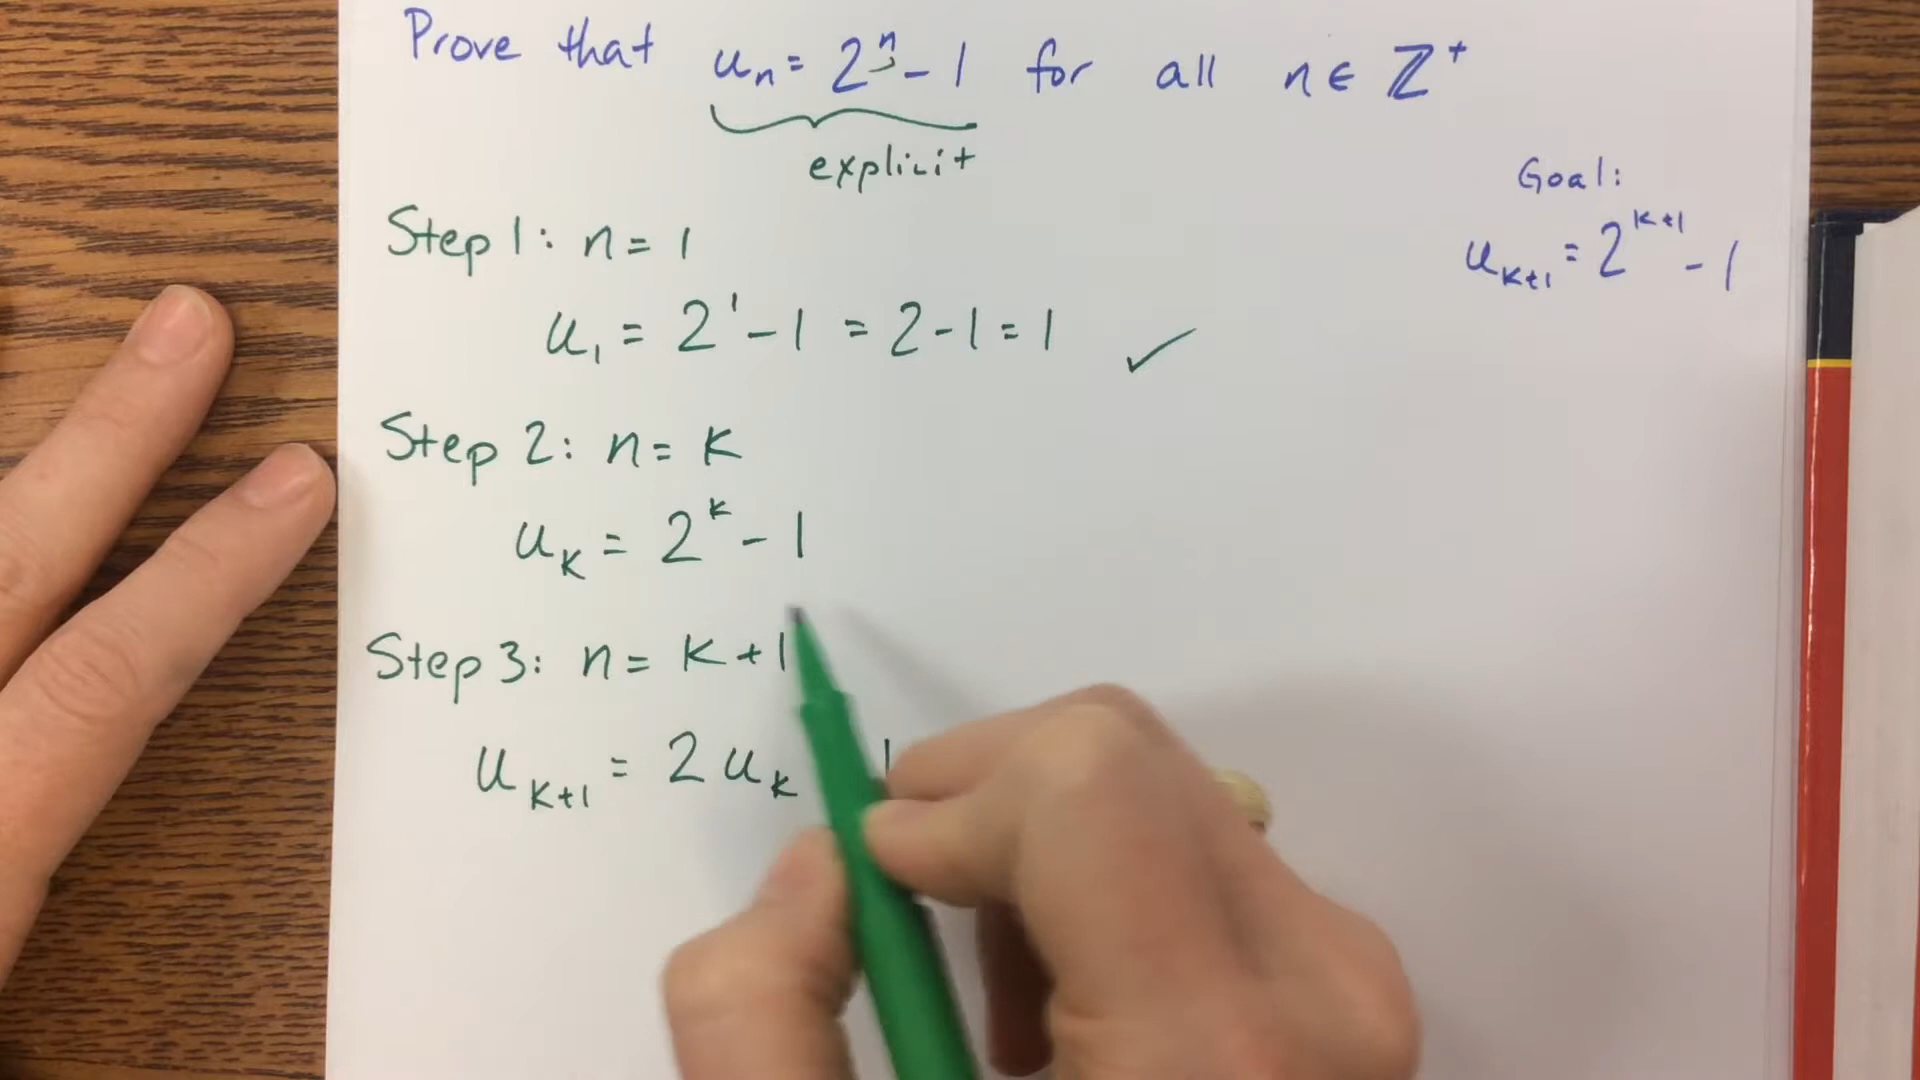 Prove that uₙ = 2ⁿ - 1 for all n ∈ ℤ⁺
explicit
Goal:
uₖ₊₁ = 2ᵏ⁺¹ - 1
Step 1: n = 1
u₁ = 2¹ - 1 = 2 - 1 = 1 ✓
Step 2: n = k
uₖ = 2ᵏ - 1
Step 3: n = k + 1
uₖ₊₁ = 2uₖ 1